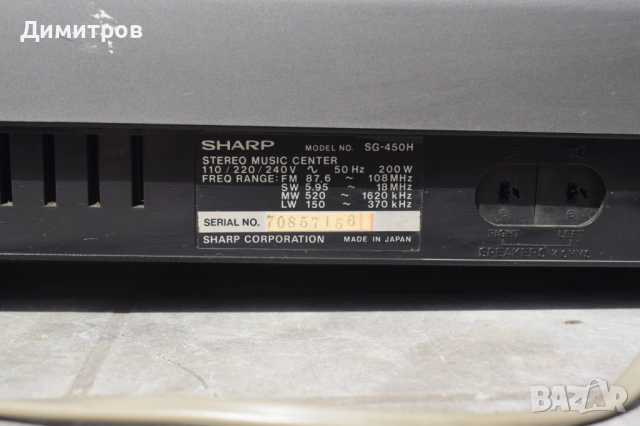 Димитров
SHARP MODEL NO. SG-450H
STEREO MUSIC CENTER
110/220/240V ∿ 50Hz 200W
FREQ RANGE: FM 87.6 ~ 108MHz
SW 5.95 ~ 18MHz
MW 520 ~ 1620kHz
LW 150 ~ 370kHz
SERIAL NO. 70857156
SHARP CORPORATION MADE IN JAPAN
RIGHT LEFT
SPEAKERS
BAZAR